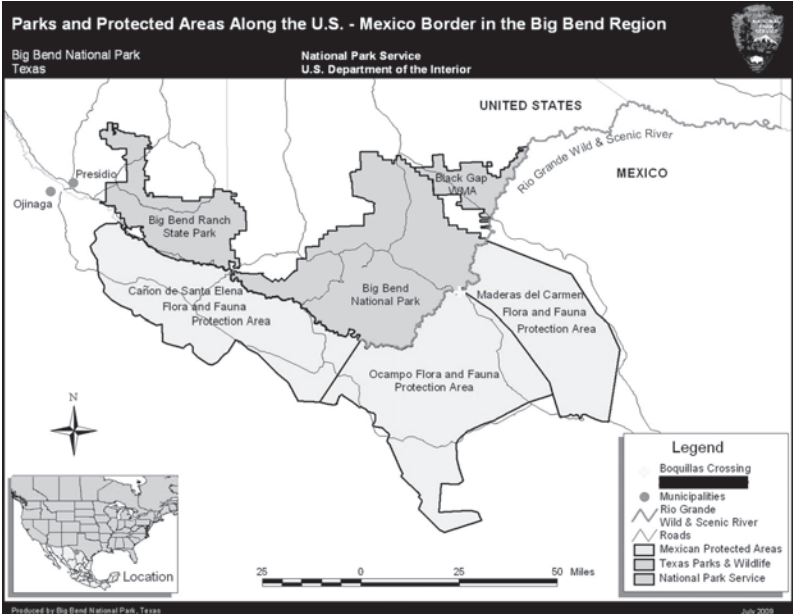 Parks and Protected Areas Along the U.S. - Mexico Border in the Big Bend Region
Big Bend National Park
Texas
National Park Service
U.S. Department of the Interior
NATIONAL
PARK
SERVICE
UNITED STATES
Rio Grande Wild & Scenic River
MEXICO
Presidio
Ojinaga
Black Gap
WMA
Big Bend Ranch
State Park
Big Bend
National Park
Cañon de Santa Elena
Flora and Fauna
Protection Area
Maderas del Carmen
Flora and Fauna
Protection Area
Ocampo Flora and Fauna
Protection Area
N
Legend
Boquillas Crossing
Municipalities
Rio Grande
Wild & Scenic River
Roads
Mexican Protected Areas
Texas Parks & Wildlife
National Park Service
Location
25 0 25 50 Miles
Produced by Big Bend National Park, Texas
July 2009